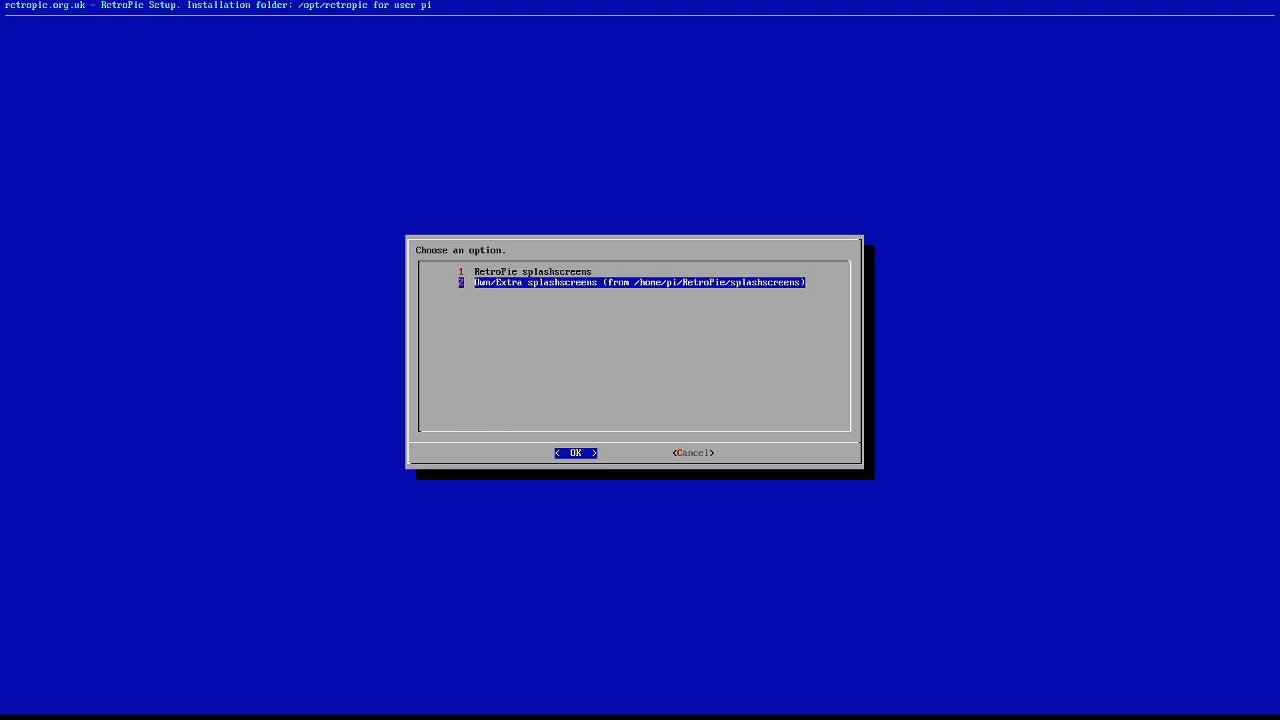 retropie.org.uk - RetroPie Setup. Installation folder: /opt/retropie for user pi
Choose an option.
1 RetroPie splashscreens
2 Own/Extra splashscreens (from /home/pi/RetroPie/splashscreens)
< OK > <Cancel>